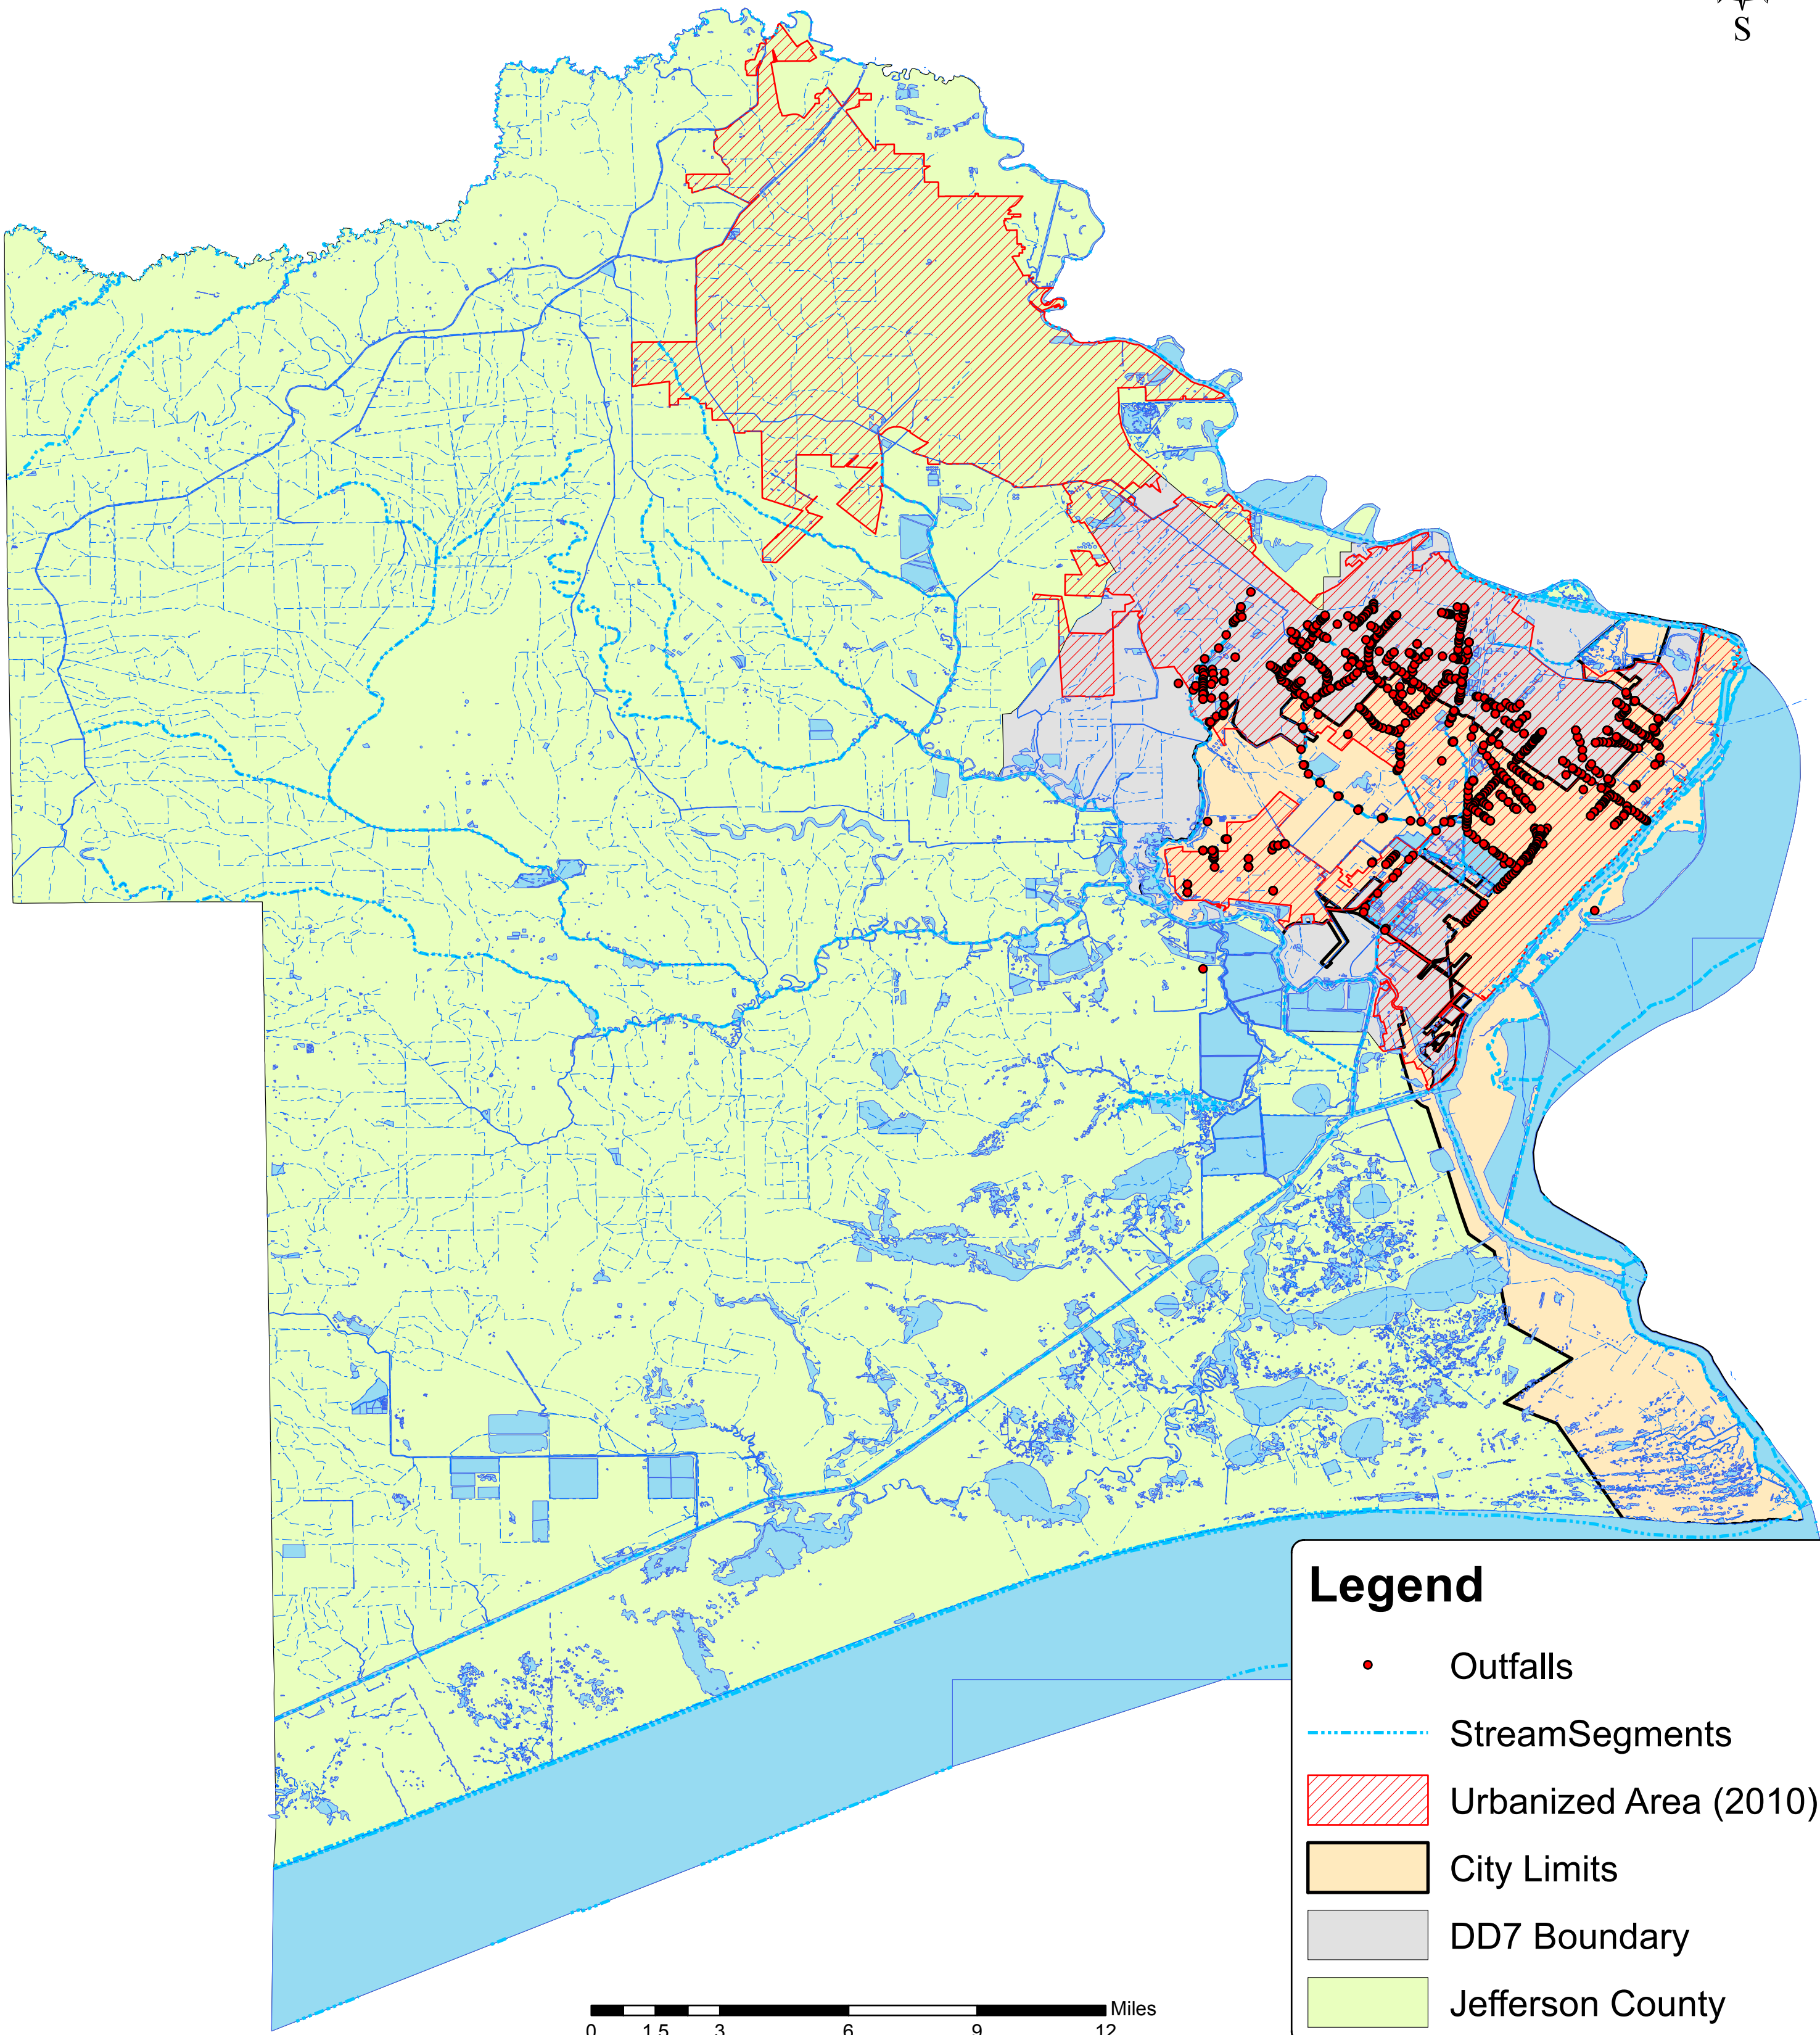 S
Legend
Outfalls
StreamSegments
Urbanized Area (2010)
City Limits
DD7 Boundary
Jefferson County
Miles
0 1.5 3 6 9 12